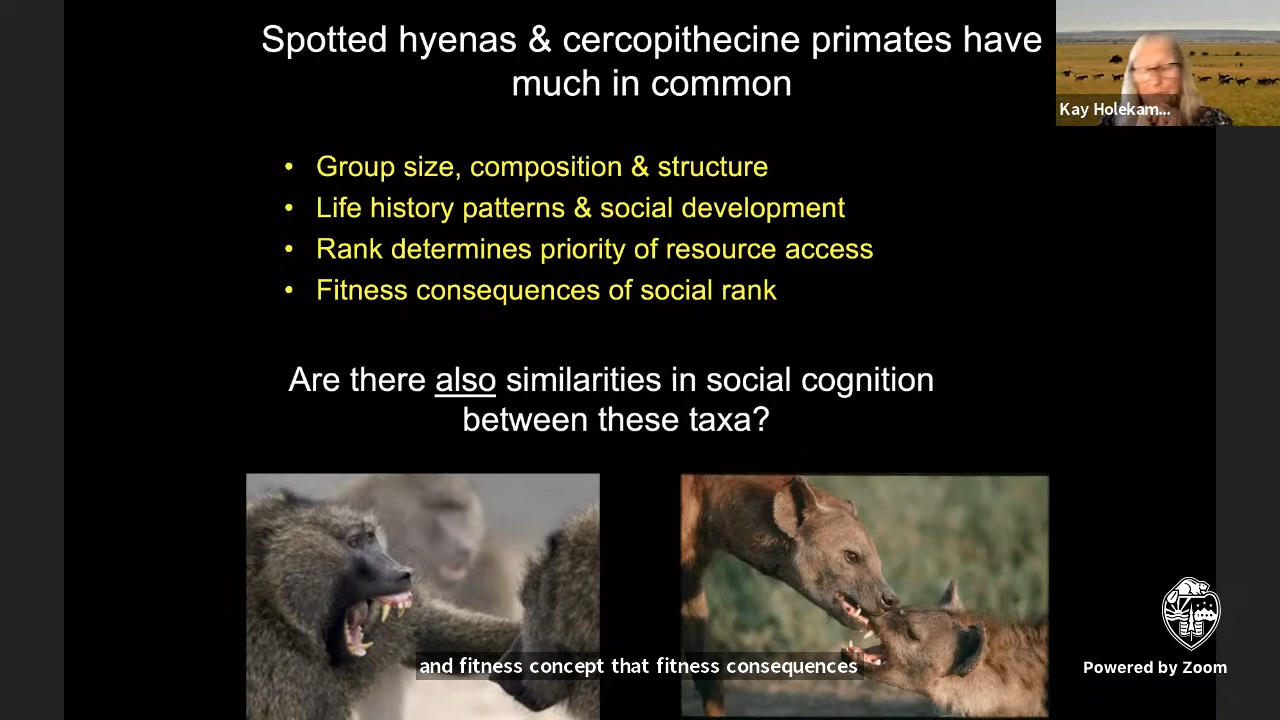 Spotted hyenas & cercopithecine primates have
much in common
Kay Holekam...
• Group size, composition & structure
• Life history patterns & social development
• Rank determines priority of resource access
• Fitness consequences of social rank
Are there also similarities in social cognition
between these taxa?
and fitness concept that fitness consequences
Powered by Zoom